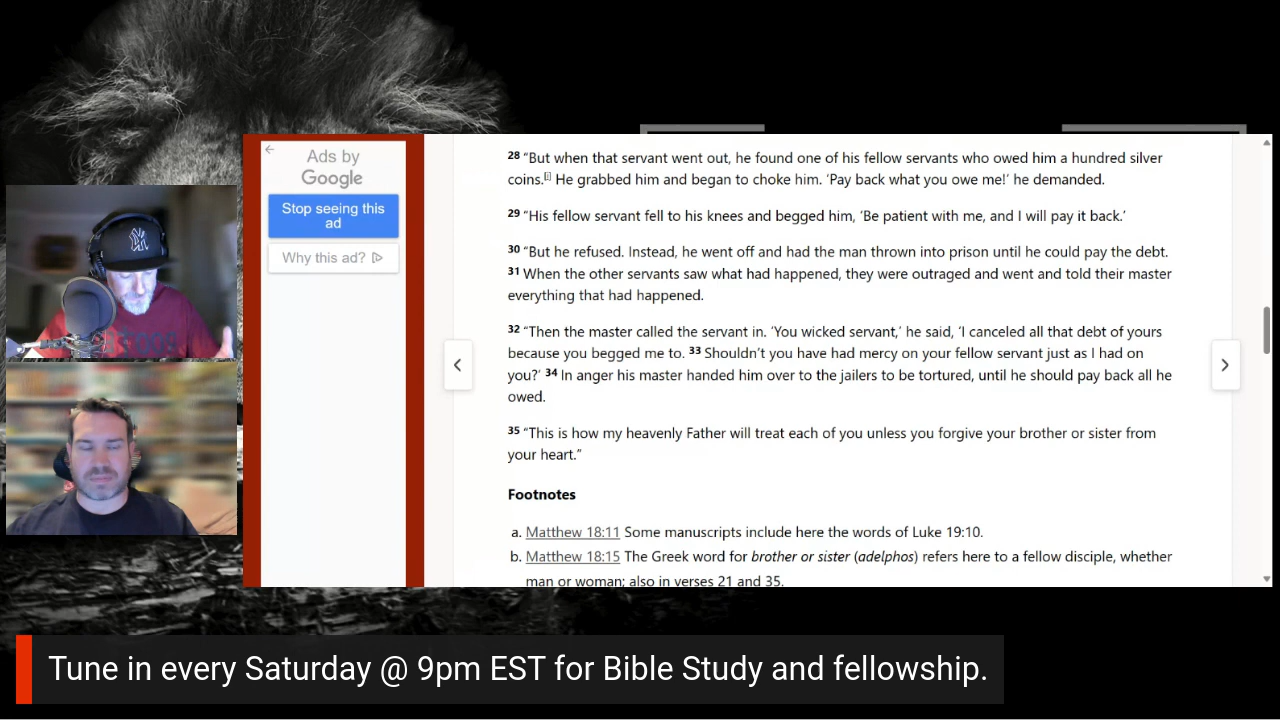 Ads by
Google
Stop seeing this
ad
Why this ad?
28 “But when that servant went out, he found one of his fellow servants who owed him a hundred silver
coins.[j] He grabbed him and began to choke him. ‘Pay back what you owe me!’ he demanded.
29 “His fellow servant fell to his knees and begged him, ‘Be patient with me, and I will pay it back.’
30 “But he refused. Instead, he went off and had the man thrown into prison until he could pay the debt.
31 When the other servants saw what had happened, they were outraged and went and told their master
everything that had happened.
32 “Then the master called the servant in. ‘You wicked servant,’ he said, ‘I canceled all that debt of yours
because you begged me to. 33 Shouldn’t you have had mercy on your fellow servant just as I had on
you?’ 34 In anger his master handed him over to the jailers to be tortured, until he should pay back all he
owed.
35 “This is how my heavenly Father will treat each of you unless you forgive your brother or sister from
your heart.”
Footnotes
a. Matthew 18:11 Some manuscripts include here the words of Luke 19:10.
b. Matthew 18:15 The Greek word for brother or sister (adelphos) refers here to a fellow disciple, whether
man or woman; also in verses 21 and 35.
Tune in every Saturday @ 9pm EST for Bible Study and fellowship.